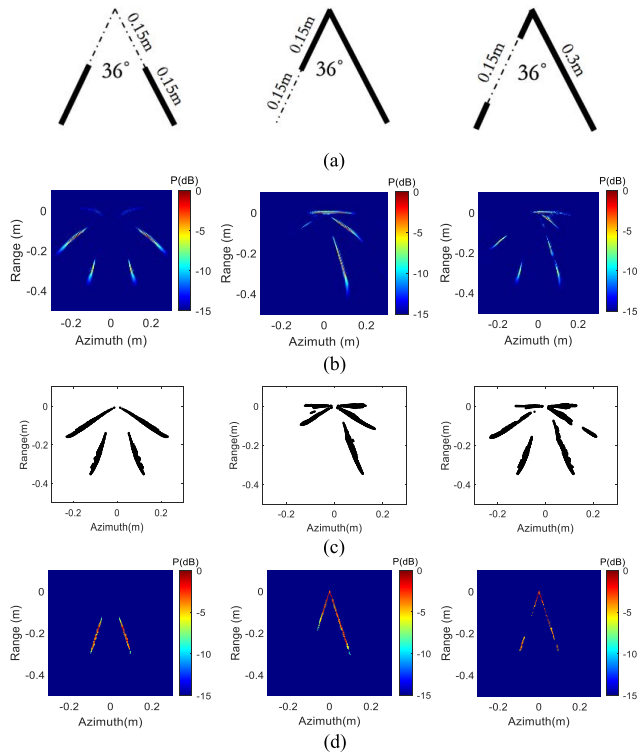 0.15m
0.15m
36°
0.15m
0.15m
36°
0.15m
0.3m
36°
(a)
P(dB)
P(dB)
P(dB)
0
-5
-10
-15
0
-5
-10
-15
0
-5
-10
-15
Range (m)
0
-0.2
-0.4
Range (m)
0
-0.2
-0.4
Range (m)
0
-0.2
-0.4
-0.2 0 0.2
-0.2 0 0.2
-0.2 0 0.2
Azimuth (m)
Azimuth (m)
Azimuth (m)
(b)
Range(m)
0
-0.2
-0.4
Range(m)
0
-0.2
-0.4
Range(m)
0
-0.2
-0.4
-0.2 0 0.2
-0.2 0 0.2
-0.2 0 0.2
Azimuth(m)
Azimuth(m)
Azimuth(m)
(c)
P(dB)
P(dB)
P(dB)
0
-5
-10
-15
0
-5
-10
-15
0
-5
-10
-15
Range (m)
0
-0.2
-0.4
Range (m)
0
-0.2
-0.4
Range (m)
0
-0.2
-0.4
-0.2 0 0.2
-0.2 0 0.2
-0.2 0 0.2
Azimuth(m)
Azimuth(m)
Azimuth(m)
(d)